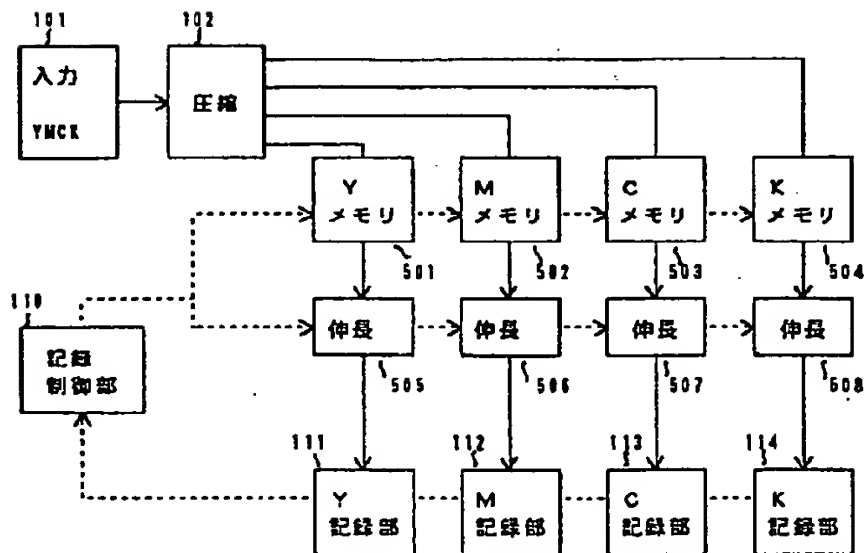 101
102
入力
YMCK
圧縮
Y
メモリ
M
メモリ
C
メモリ
K
メモリ
501
502
503
504
110
記録
制御部
伸長
伸長
伸長
伸長
505
506
507
508
111
112
113
114
Y
記録部
M
記録部
C
記録部
K
記録部